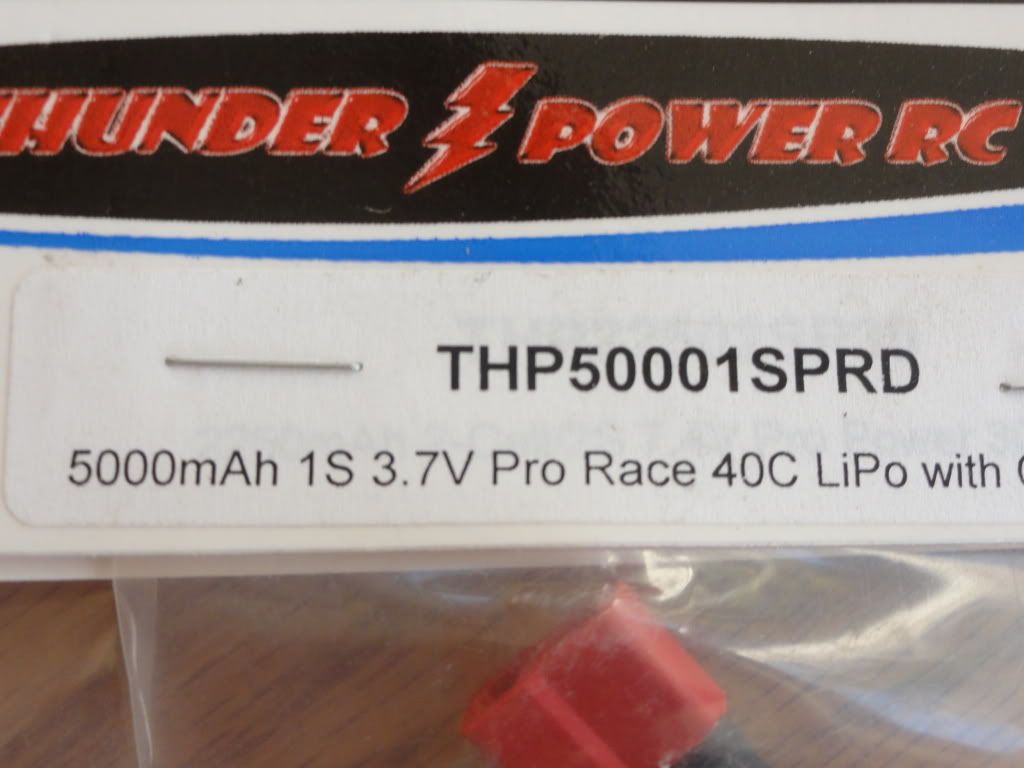 THUNDER POWER RC
THP50001SPRD
5000mAh 1S 3.7V Pro Race 40C LiPo with